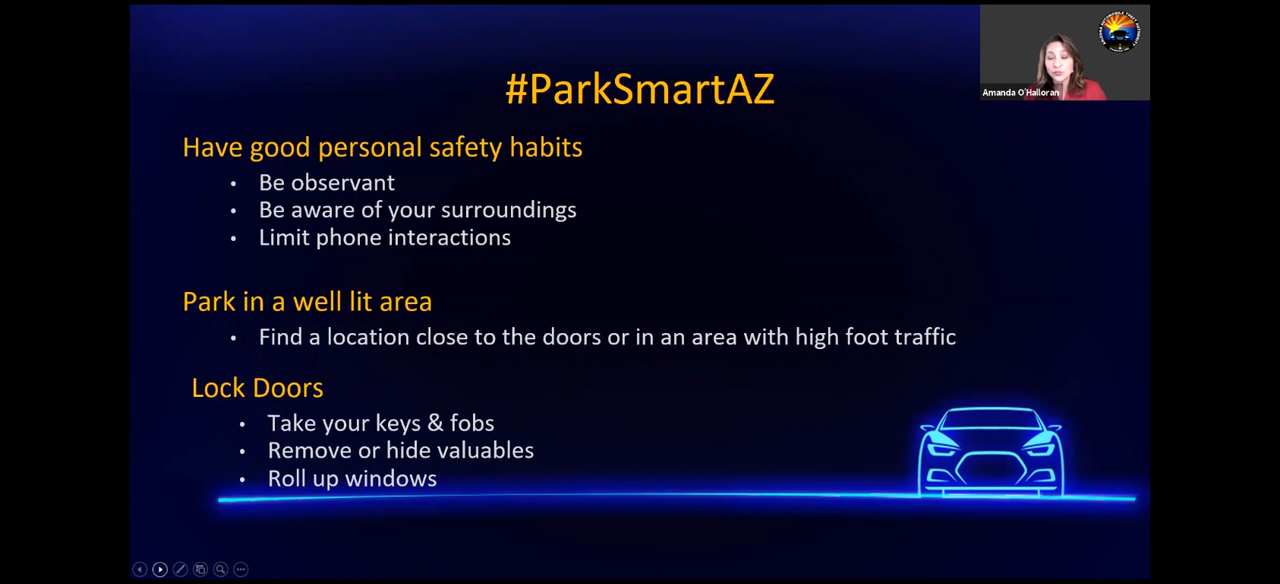 #ParkSmartAZ
Amanda O'Halloran
Have good personal safety habits
• Be observant
• Be aware of your surroundings
• Limit phone interactions
Park in a well lit area
• Find a location close to the doors or in an area with high foot traffic
Lock Doors
• Take your keys & fobs
• Remove or hide valuables
• Roll up windows